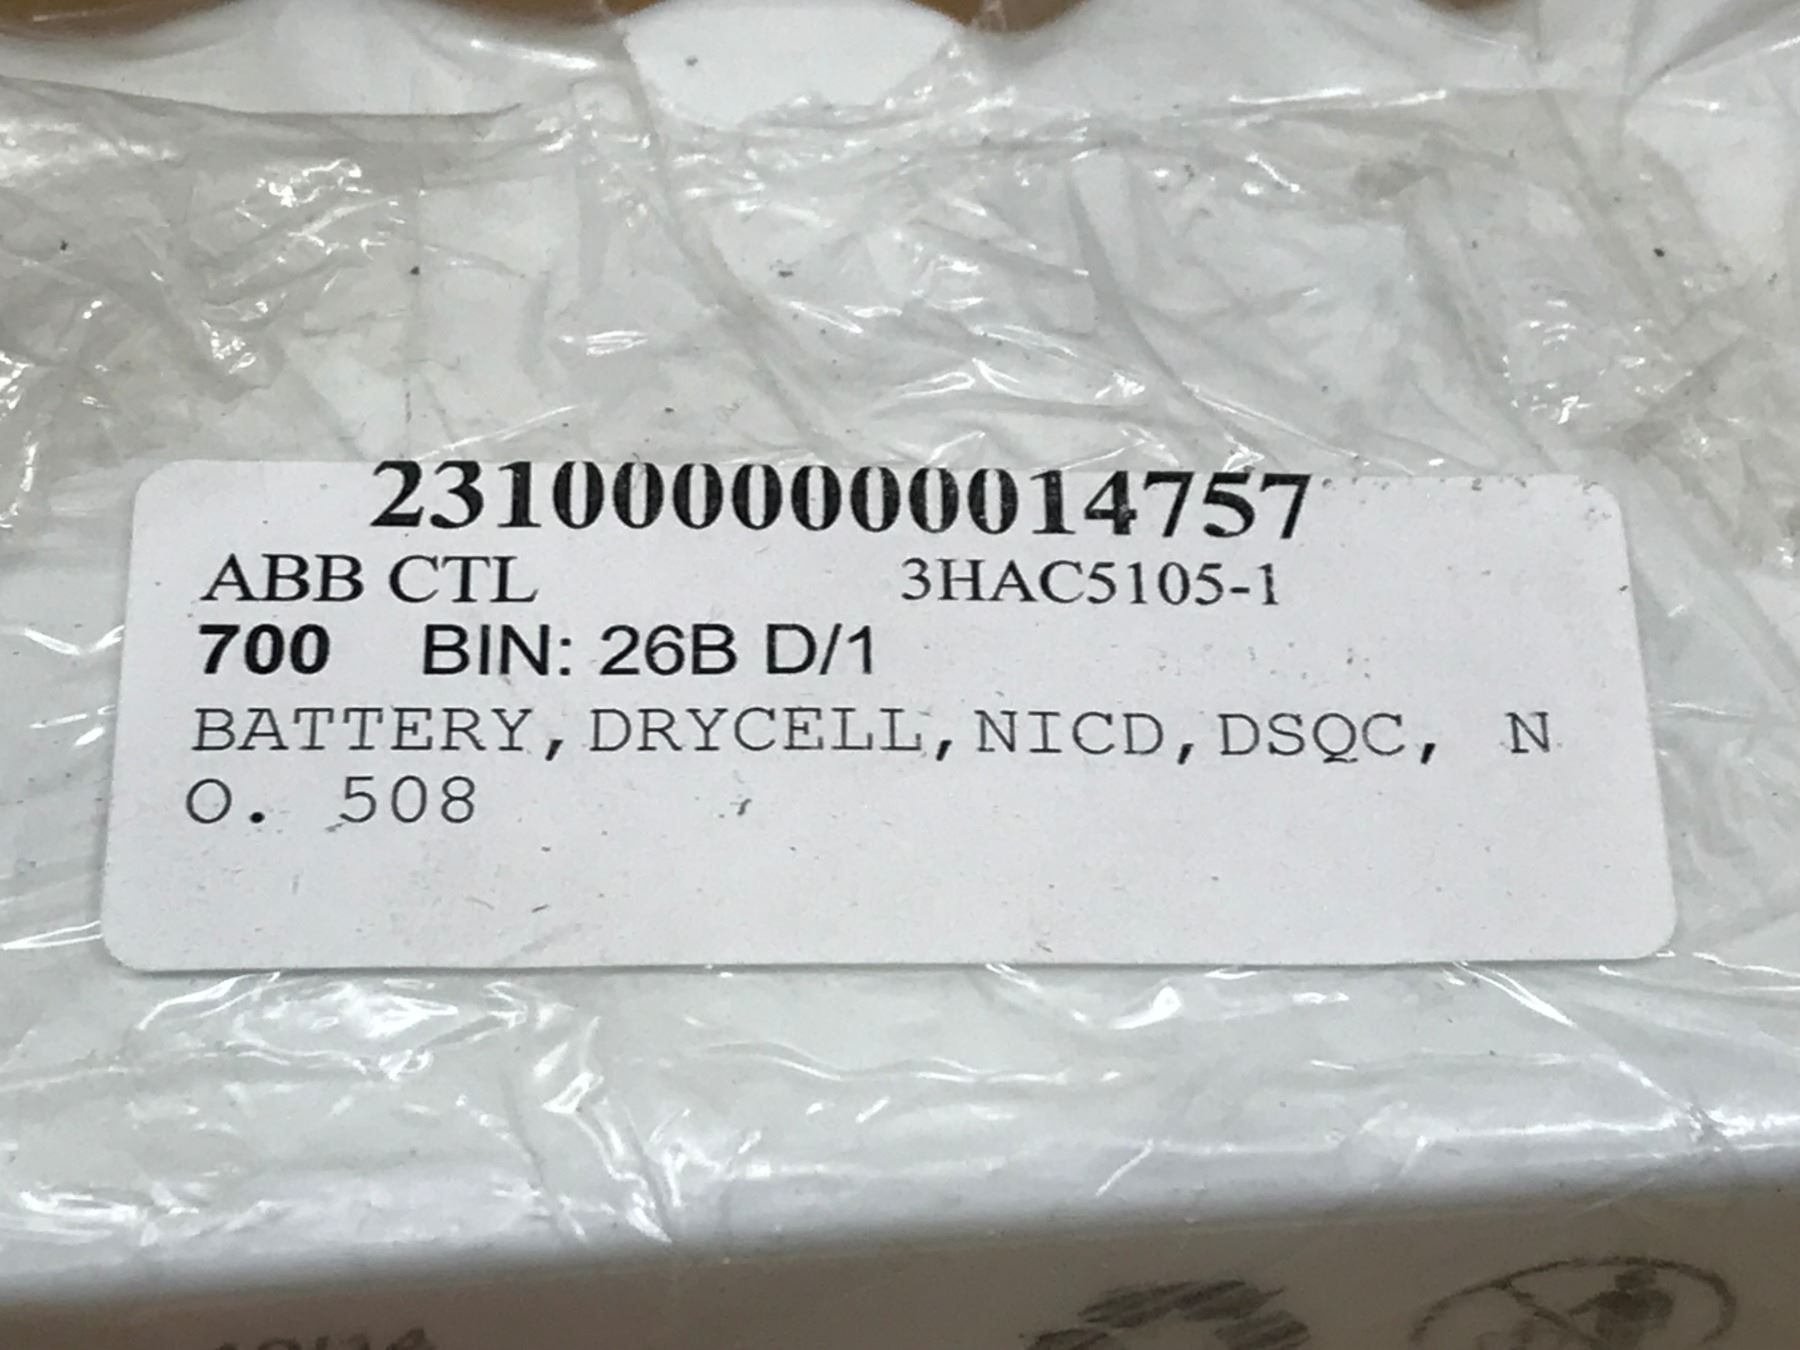 2310000000014757
ABB CTL 3HAC5105-1
700 BIN: 26B D/1
BATTERY,DRYCELL,NICD,DSQC, N
O. 508